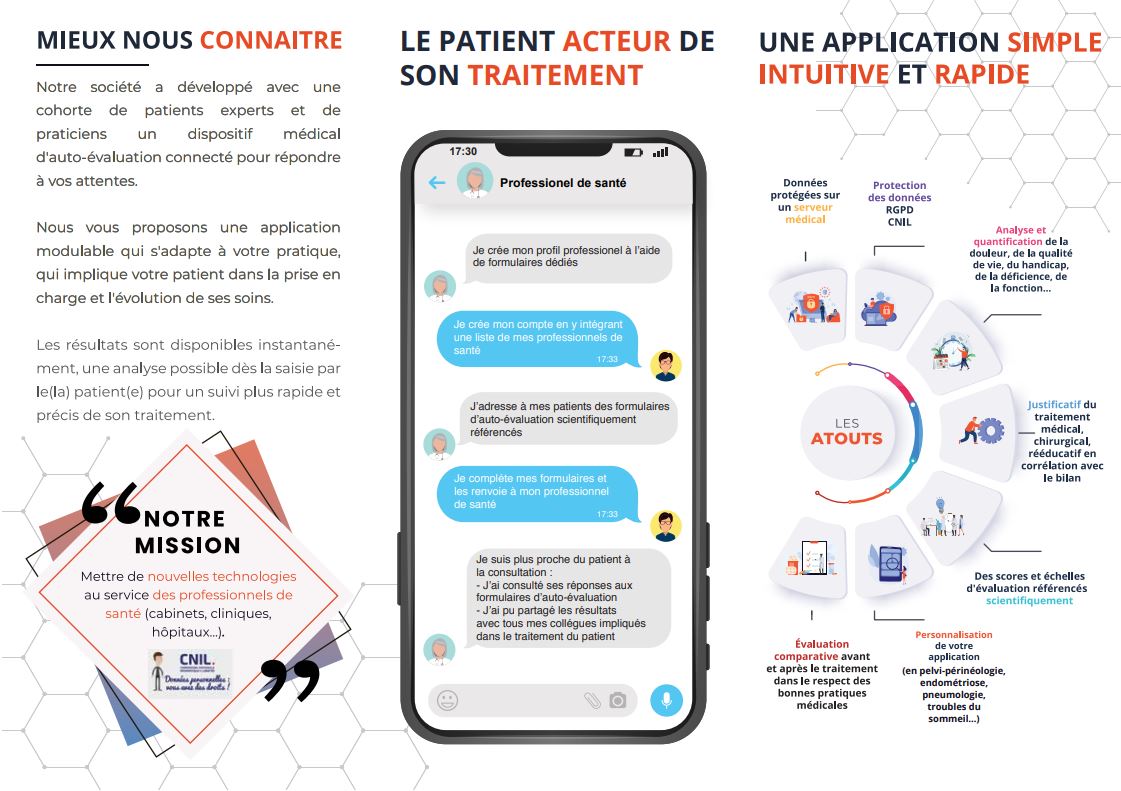 MIEUX NOUS CONNAITRE
Notre société a développé avec une
cohorte de patients experts et de
praticiens un dispositif médical
d'auto-évaluation connecté pour répondre
à vos attentes.
Nous vous proposons une application
modulable qui s'adapte à votre pratique,
qui implique votre patient dans la prise en
charge et l'évolution de ses soins.
Les résultats sont disponibles instantané-
ment, une analyse possible dès la saisie par
le(la) patient(e) pour un suivi plus rapide et
précis de son traitement.
“
NOTRE
MISSION
Mettre de nouvelles technologies
au service des professionnels de
santé (cabinets, cliniques,
hôpitaux...).
CNIL.
Données personnelles :
vous avez des droits !
”
LE PATIENT ACTEUR DE
SON TRAITEMENT
17:30
Professionel de santé
Je crée mon profil professionel à l'aide
de formulaires dédiés
Je crée mon compte en y intégrant
une liste de mes professionnels de
santé
17:33
J'adresse à mes patients des formulaires
d'auto-évaluation scientifiquement
référencés
Je complète mes formulaires et
les renvoie à mon professionnel
de santé
17:33
Je suis plus proche du patient à
la consultation :
- J'ai consulté ses réponses aux
formulaires d'auto-évaluation
- J'ai pu partagé les résultats
avec tous mes collégues impliqués
dans le traitement du patient
UNE APPLICATION SIMPLE
INTUITIVE ET RAPIDE
Données
protégées sur
un serveur
médical
Protection
des données
RGPD
CNIL
Analyse et
quantification de la
douleur, de la qualité
de vie, du handicap,
de la déficience, de
la fonction...
LES
ATOUTS
Justificatif du
traitement
médical,
chirurgical,
rééducatif en
corrélation avec
le bilan
Des scores et échelles
d'évaluation référencés
scientifiquement
Personnalisation
de votre
application
(en pelvi-périnéologie,
endométriose,
pneumologie,
troubles du
sommeil...)
Évaluation
comparative avant
et après le traitement
dans le respect des
bonnes pratiques
médicales